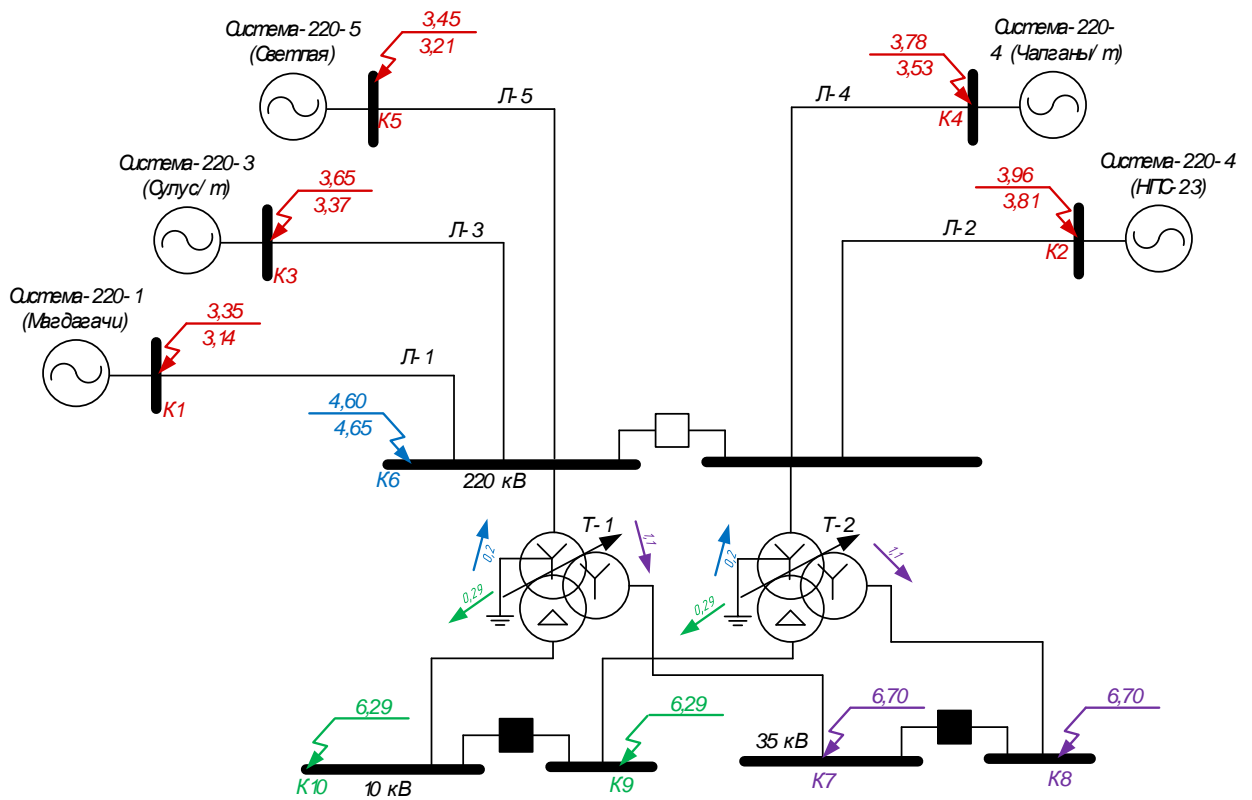 Система-220-5
(Светлая)
3,45
3,21
К5
Л-5
Система-220-
4 (Чалганы/т)
3,78
3,53
К4
Л-4
Система-220-3
(Сулус/т)
3,65
3,37
К3
Л-3
Система-220-4
(НПС-23)
3,96
3,81
К2
Л-2
Система-220-1
(Магдагачи)
3,35
3,14
К1
Л-1
4,60
4,65
К6
220 кВ
Т-1
0,2
1,1
0,29
Т-2
0,2
1,1
0,29
6,29
К10
10 кВ
6,29
К9
6,70
35 кВ
К7
6,70
К8